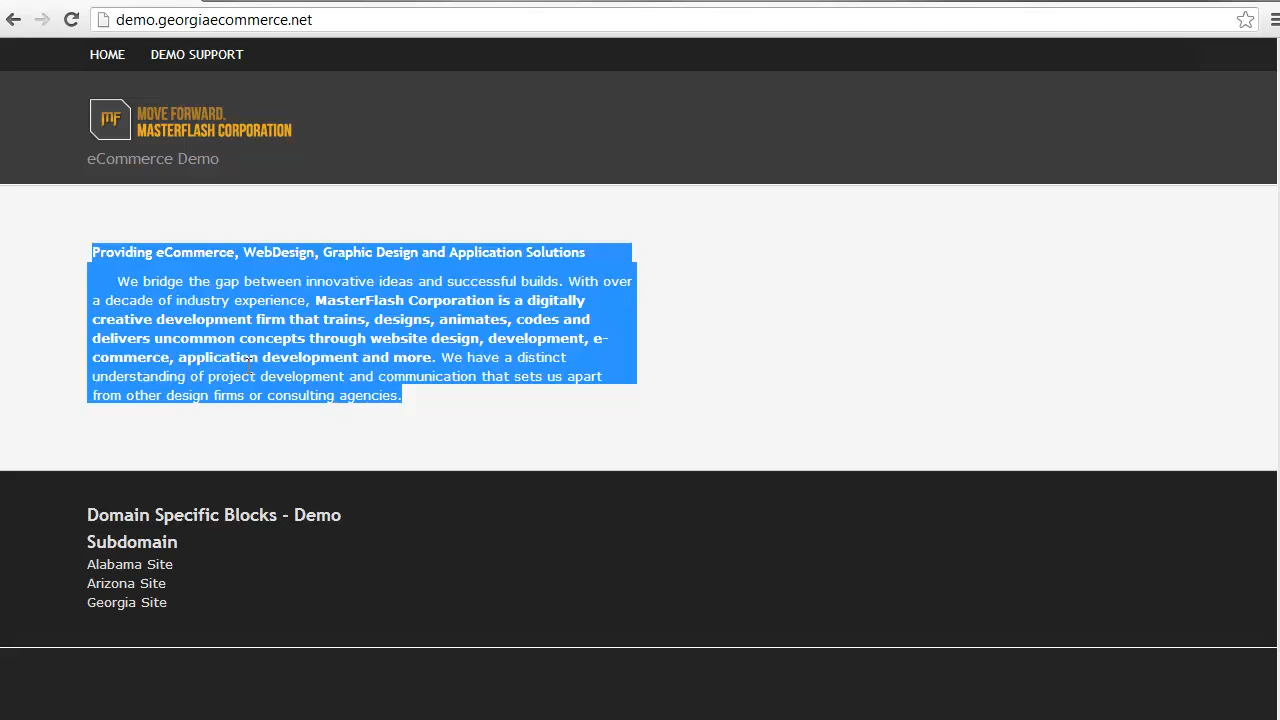 demo.georgiaecommerce.net
HOME DEMO SUPPORT
MF MOVE FORWARD.
MASTERFLASH CORPORATION
eCommerce Demo
Providing eCommerce, WebDesign, Graphic Design and Application Solutions
We bridge the gap between innovative ideas and successful builds. With over
a decade of industry experience, MasterFlash Corporation is a digitally
creative development firm that trains, designs, animates, codes and
delivers uncommon concepts through website design, development, e-
commerce, application development and more. We have a distinct
understanding of project development and communication that sets us apart
from other design firms or consulting agencies.
Domain Specific Blocks - Demo
Subdomain
Alabama Site
Arizona Site
Georgia Site